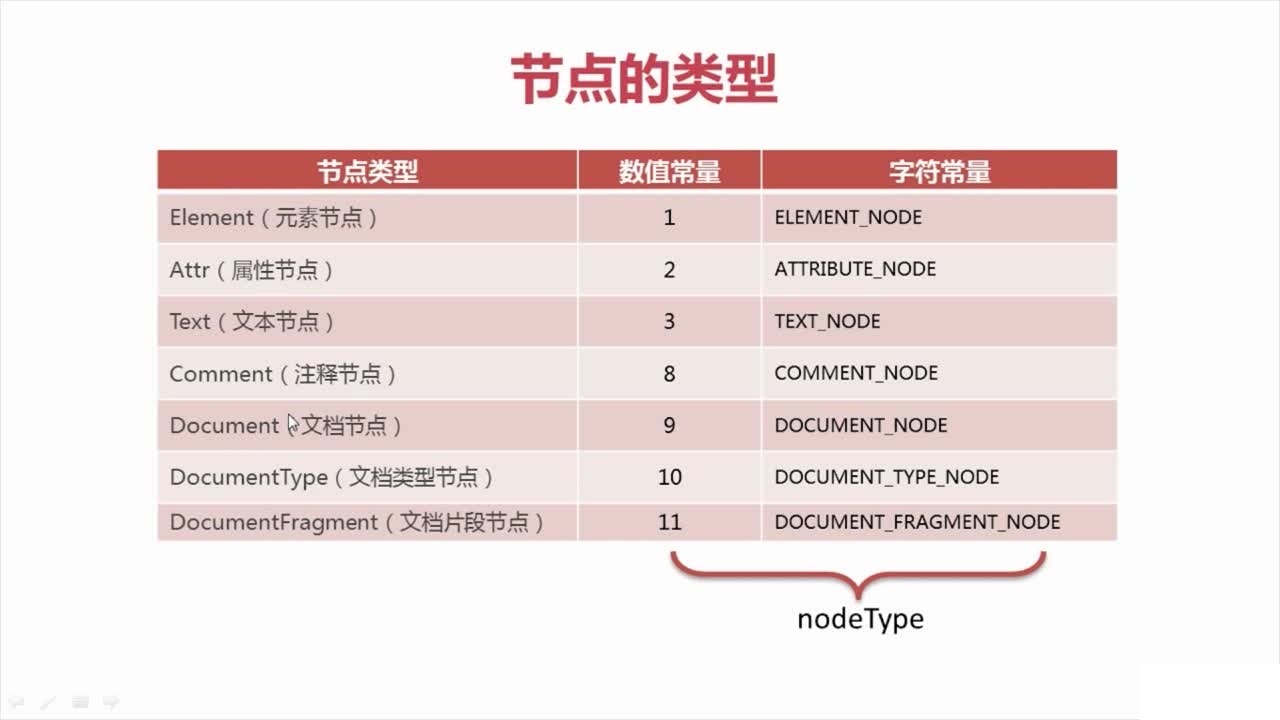 节点的类型
节点类型 数值常量 字符常量
Element（元素节点） 1 ELEMENT_NODE
Attr（属性节点） 2 ATTRIBUTE_NODE
Text（文本节点） 3 TEXT_NODE
Comment（注释节点） 8 COMMENT_NODE
Document（文档节点） 9 DOCUMENT_NODE
DocumentType（文档类型节点） 10 DOCUMENT_TYPE_NODE
DocumentFragment（文档片段节点） 11 DOCUMENT_FRAGMENT_NODE
nodeType